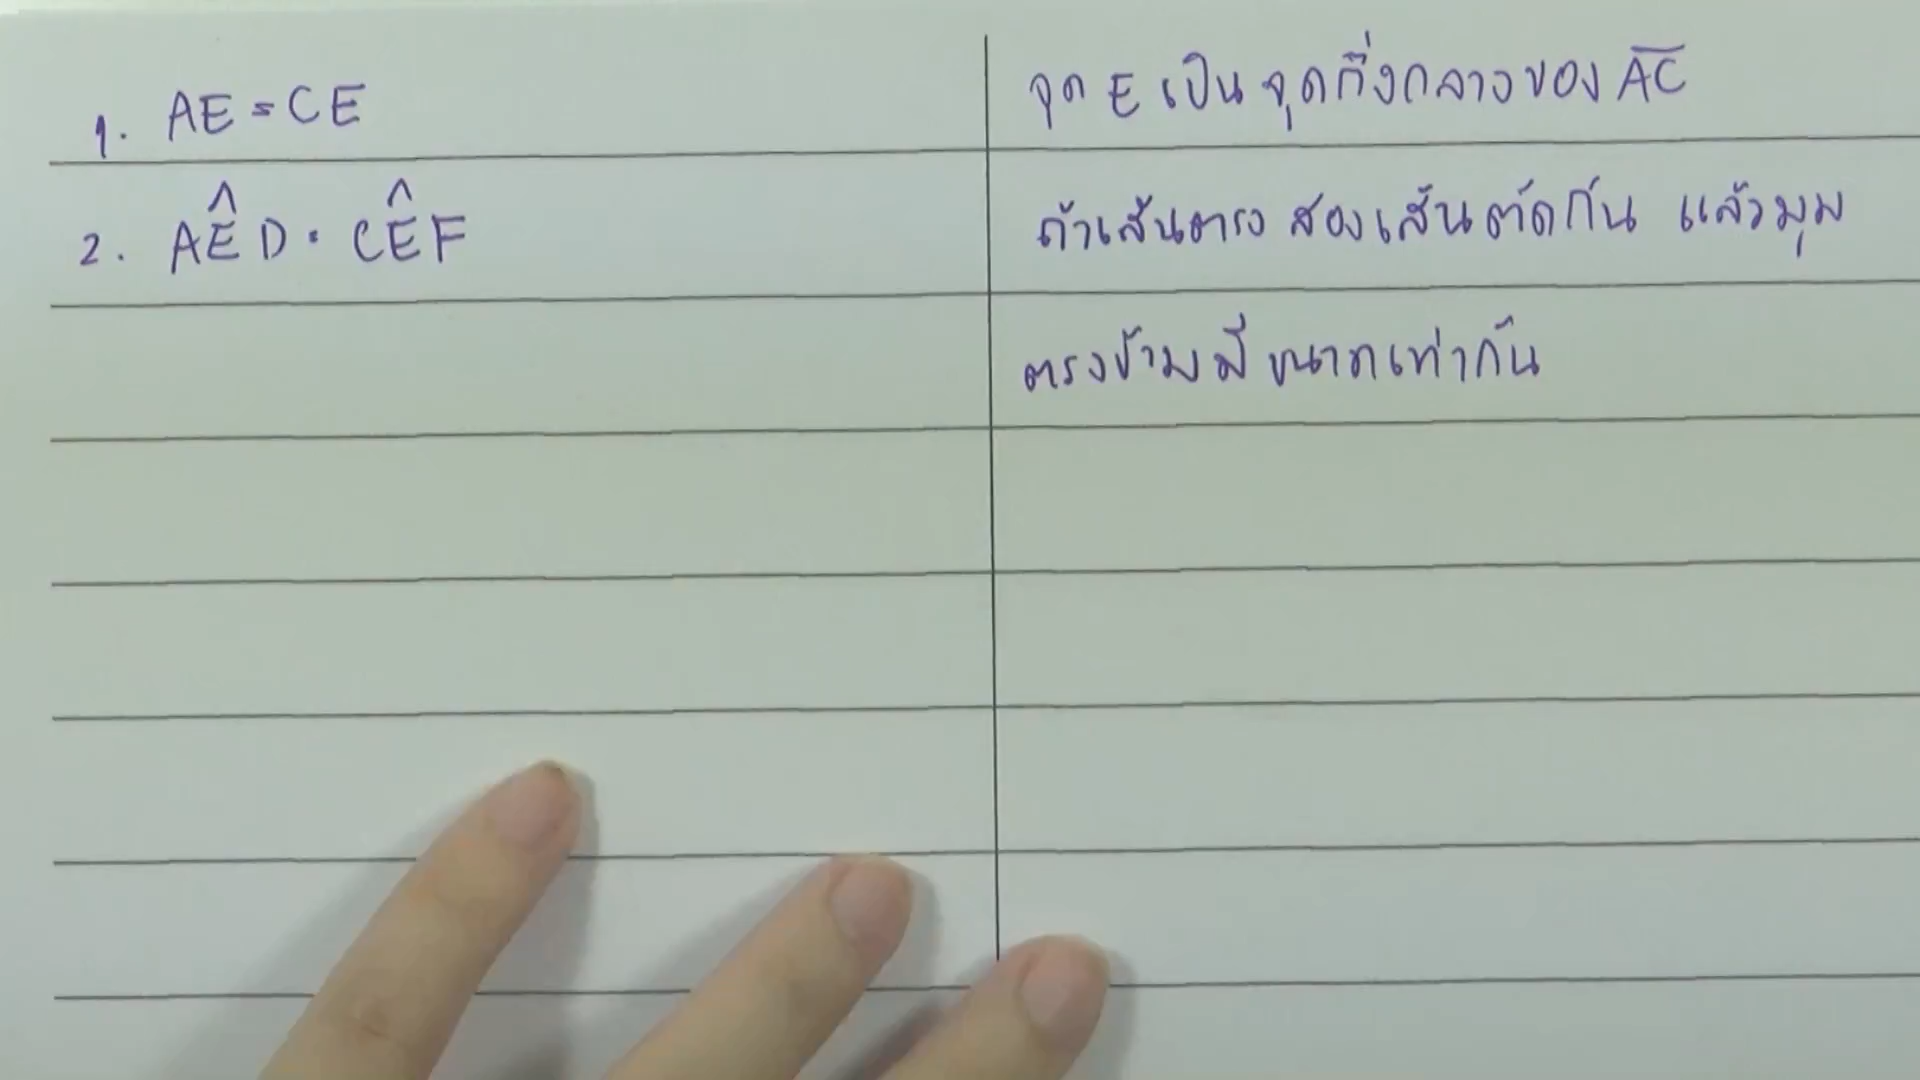 1. AE = CE
จุด E เป็นจุดกึ่งกลางของ A̅C̅
2. AÊD = CÊF
ถ้าเส้นตรงสองเส้นตัดกัน แล้วมุม
ตรงข้ามมีขนาดเท่ากัน